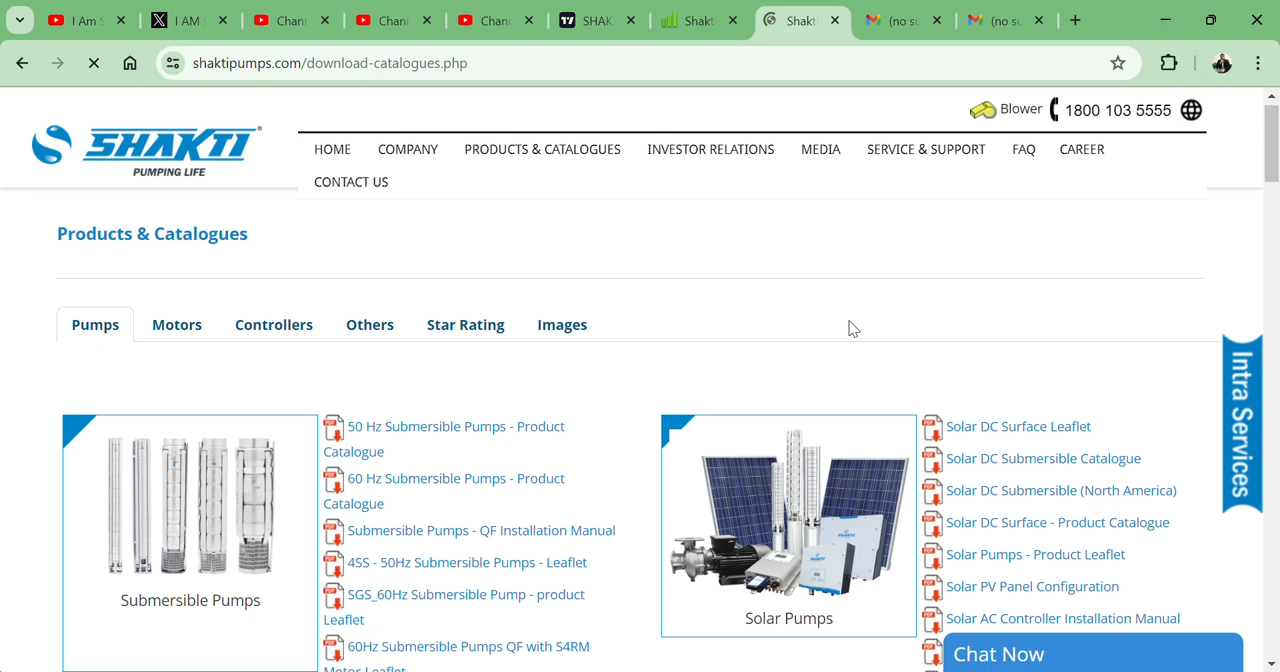 I Am
I AM
Chann
Chann
Chann
SHAK
Shakt
Shakti
(no su
(no su
shaktipumps.com/download-catalogues.php
Blower 1800 103 5555
SHAKTI
PUMPING LIFE
HOME COMPANY PRODUCTS & CATALOGUES INVESTOR RELATIONS MEDIA SERVICE & SUPPORT FAQ CAREER
CONTACT US
Products & Catalogues
Pumps Motors Controllers Others Star Rating Images
50 Hz Submersible Pumps - Product
Catalogue
60 Hz Submersible Pumps - Product
Catalogue
Submersible Pumps - QF Installation Manual
4SS - 50Hz Submersible Pumps - Leaflet
SGS_60Hz Submersible Pump - product
Leaflet
60Hz Submersible Pumps QF with S4RM
Motor Leaflet
Submersible Pumps
Solar DC Surface Leaflet
Solar DC Submersible Catalogue
Solar DC Submersible (North America)
Solar DC Surface - Product Catalogue
Solar Pumps - Product Leaflet
Solar PV Panel Configuration
Solar AC Controller Installation Manual
Solar Pumps
Intra Services
Chat Now